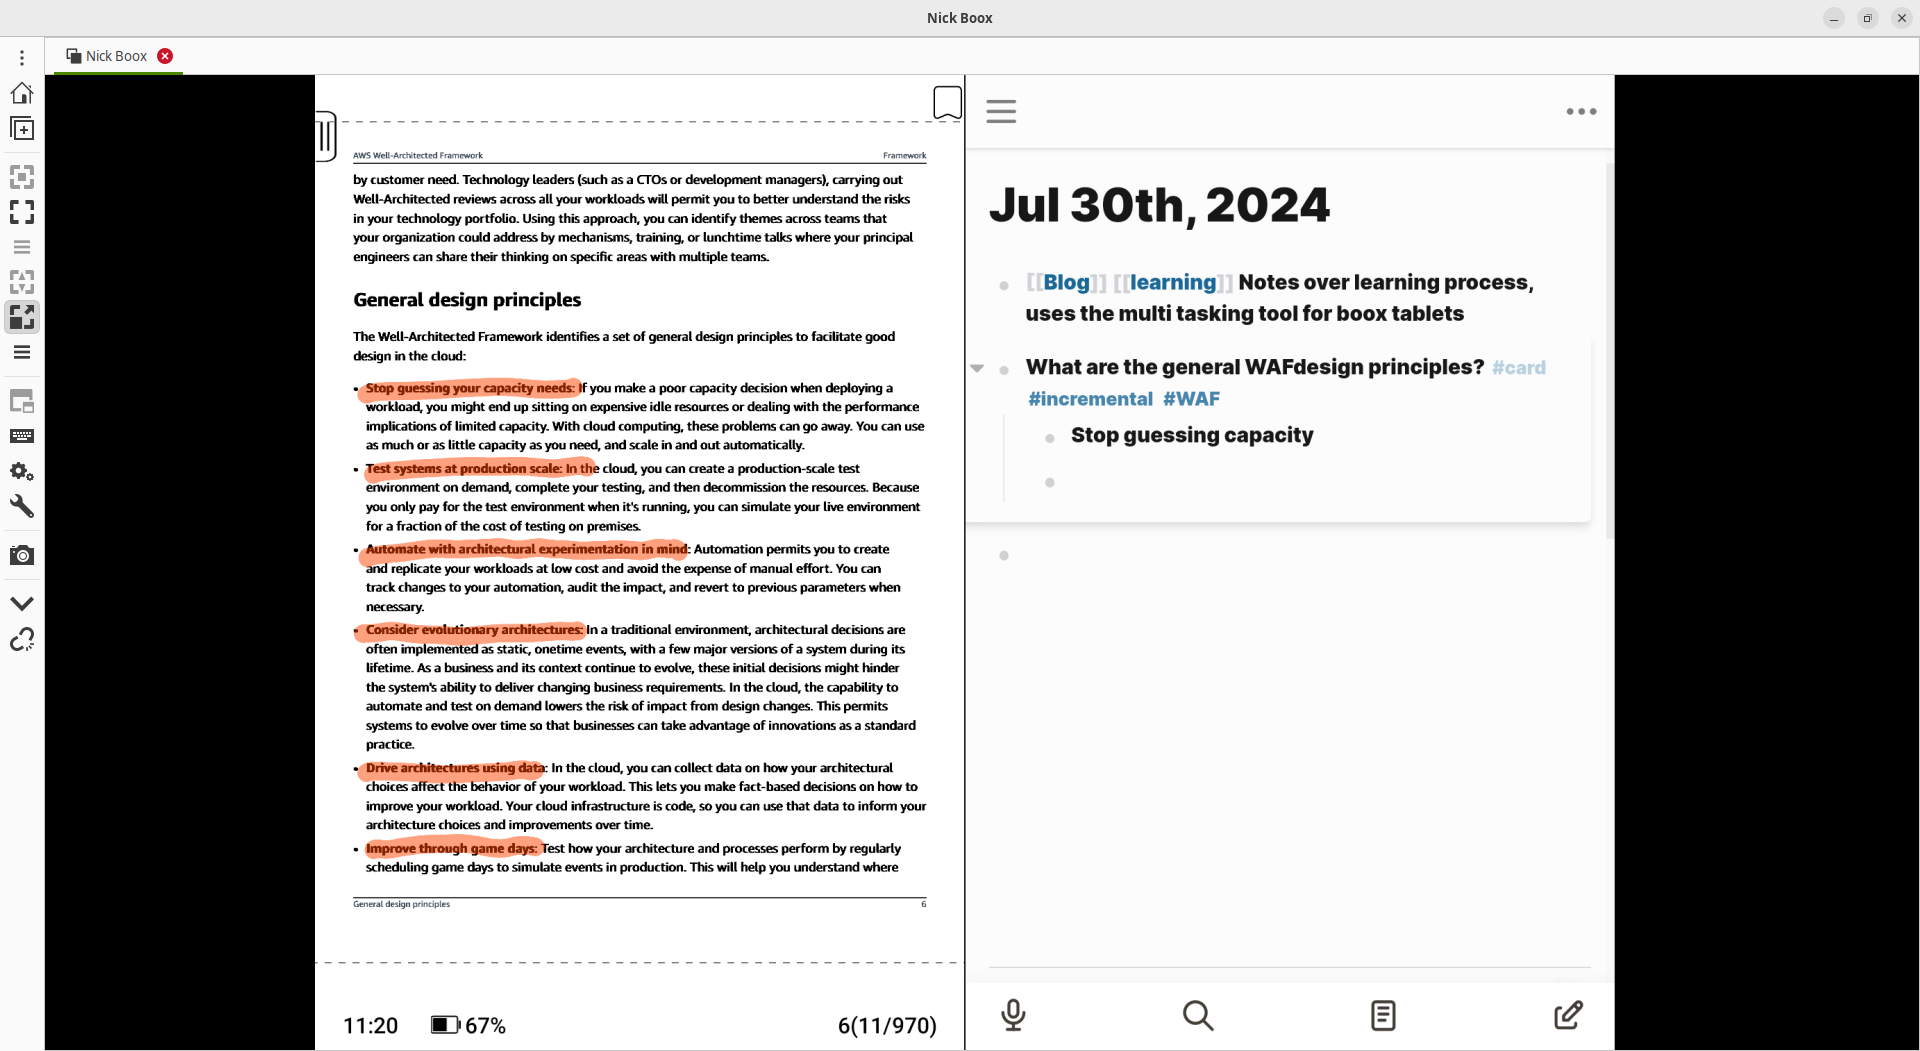 Nick Boox
Nick Boox
AWS Well-Architected Framework Framework
by customer need. Technology leaders (such as a CTOs or development managers), carrying out
Well-Architected reviews across all your workloads will permit you to better understand the risks
in your technology portfolio. Using this approach, you can identify themes across teams that
your organization could address by mechanisms, training, or lunchtime talks where your principal
engineers can share their thinking on specific areas with multiple teams.
General design principles
The Well-Architected Framework identifies a set of general design principles to facilitate good
design in the cloud:
• Stop guessing your capacity needs: If you make a poor capacity decision when deploying a
workload, you might end up sitting on expensive idle resources or dealing with the performance
implications of limited capacity. With cloud computing, these problems can go away. You can use
as much or as little capacity as you need, and scale in and out automatically.
• Test systems at production scale: In the cloud, you can create a production-scale test
environment on demand, complete your testing, and then decommission the resources. Because
you only pay for the test environment when it's running, you can simulate your live environment
for a fraction of the cost of testing on premises.
• Automate with architectural experimentation in mind: Automation permits you to create
and replicate your workloads at low cost and avoid the expense of manual effort. You can
track changes to your automation, audit the impact, and revert to previous parameters when
necessary.
• Consider evolutionary architectures: In a traditional environment, architectural decisions are
often implemented as static, onetime events, with a few major versions of a system during its
lifetime. As a business and its context continue to evolve, these initial decisions might hinder
the system's ability to deliver changing business requirements. In the cloud, the capability to
automate and test on demand lowers the risk of impact from design changes. This permits
systems to evolve over time so that businesses can take advantage of innovations as a standard
practice.
• Drive architectures using data: In the cloud, you can collect data on how your architectural
choices affect the behavior of your workload. This lets you make fact-based decisions on how to
improve your workload. Your cloud infrastructure is code, so you can use that data to inform your
architecture choices and improvements over time.
• Improve through game days: Test how your architecture and processes perform by regularly
scheduling game days to simulate events in production. This will help you understand where
General design principles 6
11:20 67% 6(11/970)
Jul 30th, 2024
[[Blog]] [[learning]] Notes over learning process,
uses the multi tasking tool for boox tablets
What are the general WAFdesign principles? #card
#incremental #WAF
Stop guessing capacity